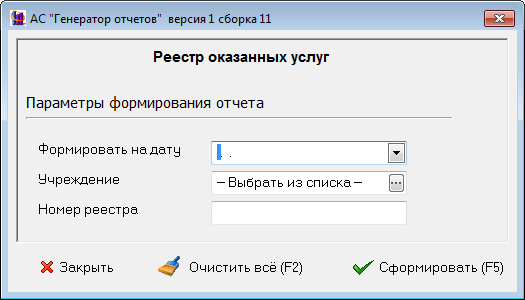 АС "Генератор отчетов" версия 1 сборка 11
Реестр оказанных услуг
Параметры формирования отчета
Формировать на дату . .
Учреждение –Выбрать из списка– ...
Номер реестра
Закрыть Очистить всё (F2) Сформировать (F5)